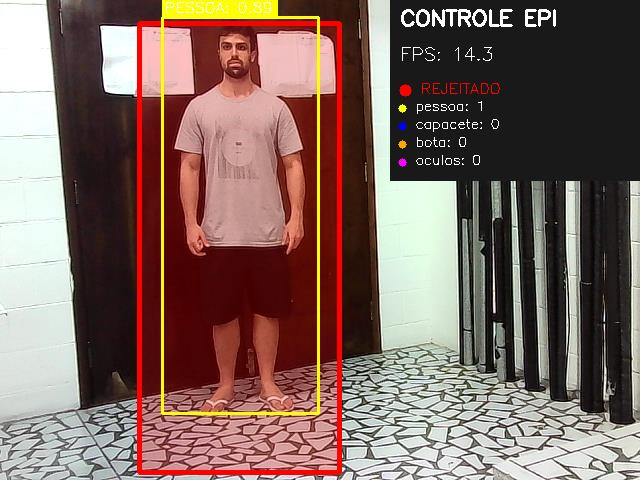 PESSOA: 0.89
CONTROLE EPI
FPS: 14.3
REJEITADO
pessoa: 1
capacete: 0
bota: 0
oculos: 0